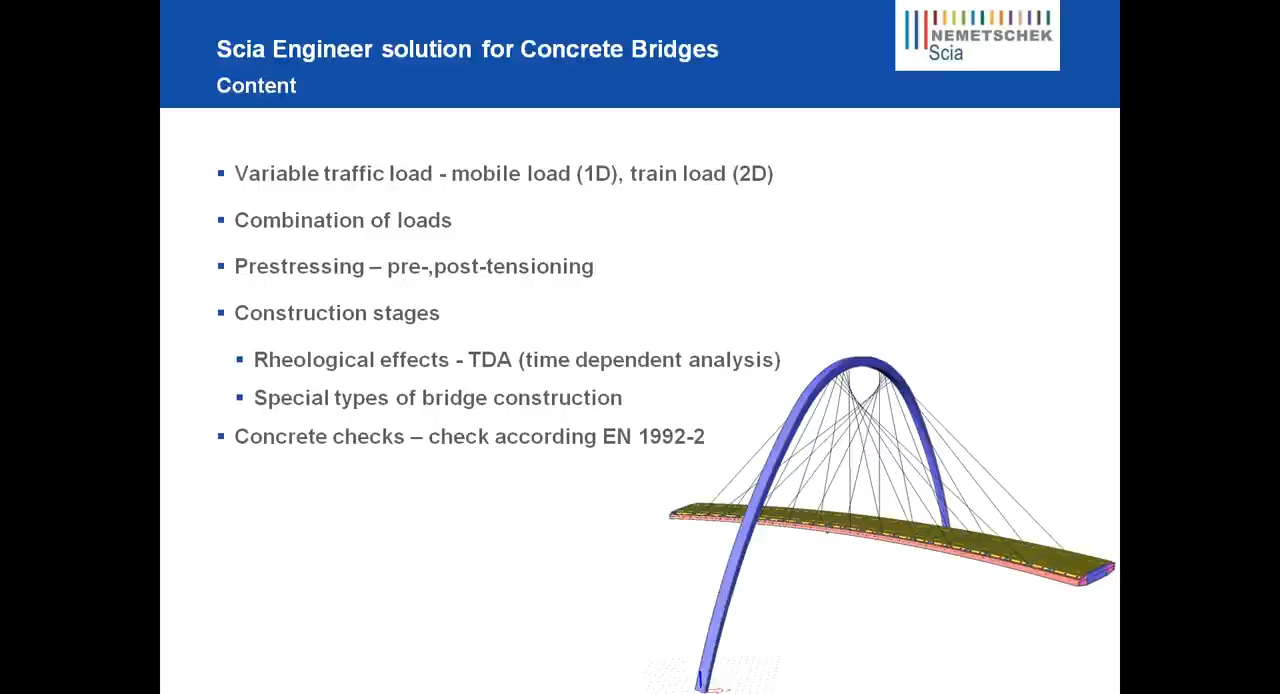 Scia Engineer solution for Concrete Bridges
Content
NEMETSCHEK
Scia
Variable traffic load - mobile load (1D), train load (2D)
Combination of loads
Prestressing – pre-,post-tensioning
Construction stages
Rheological effects - TDA (time dependent analysis)
Special types of bridge construction
Concrete checks – check according EN 1992-2